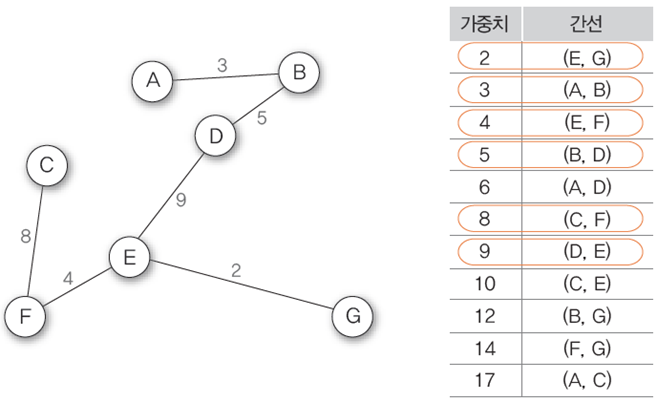 가중치 간선
2 (E, G)
3 (A, B)
4 (E, F)
5 (B, D)
6 (A, D)
8 (C, F)
9 (D, E)
10 (C, E)
12 (B, G)
14 (F, G)
17 (A, C)
A
3
B
5
D
C
9
8
E
4
2
F
G